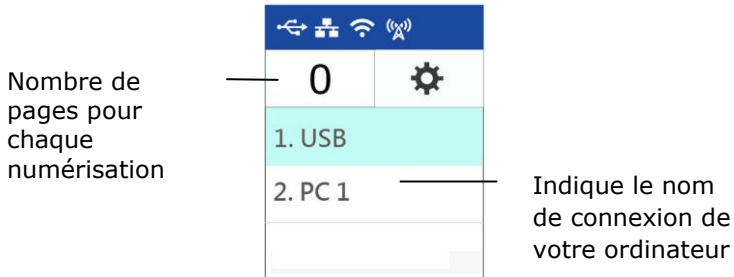 Nombre de
pages pour
chaque
numérisation
0
1. USB
2. PC 1
Indique le nom
de connexion de
votre ordinateur